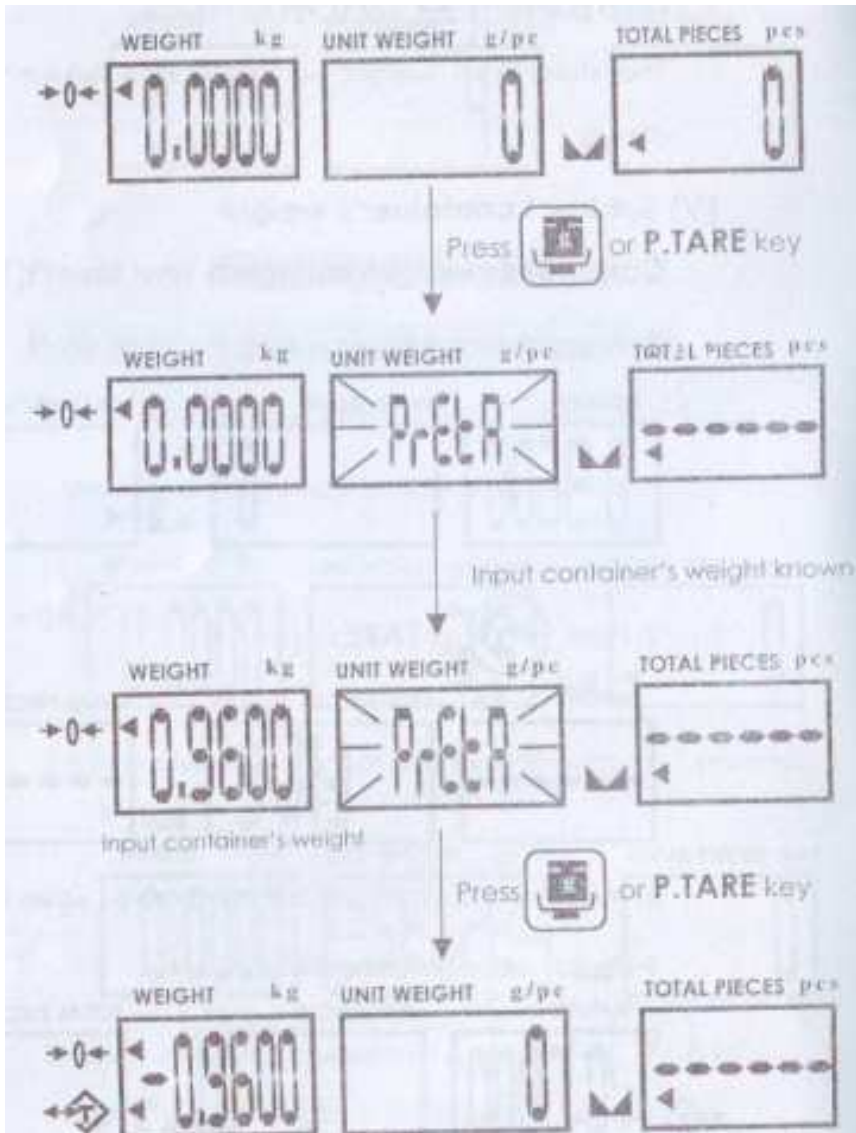 WEIGHT kg UNIT WEIGHT g/pc TOTAL PIECES pcs
→0← 0.0000 0 0
Press or P.TARE key
WEIGHT kg UNIT WEIGHT g/pc TOTAL PIECES pcs
→0← 0.0000 PrEtA ------
Input container's weight known
WEIGHT kg UNIT WEIGHT g/pc TOTAL PIECES pcs
→0← 0.9600 PrEtA ------
Input container's weight
Press or P.TARE key
WEIGHT kg UNIT WEIGHT g/pc TOTAL PIECES pcs
→0← -0.9600 0 ------
T